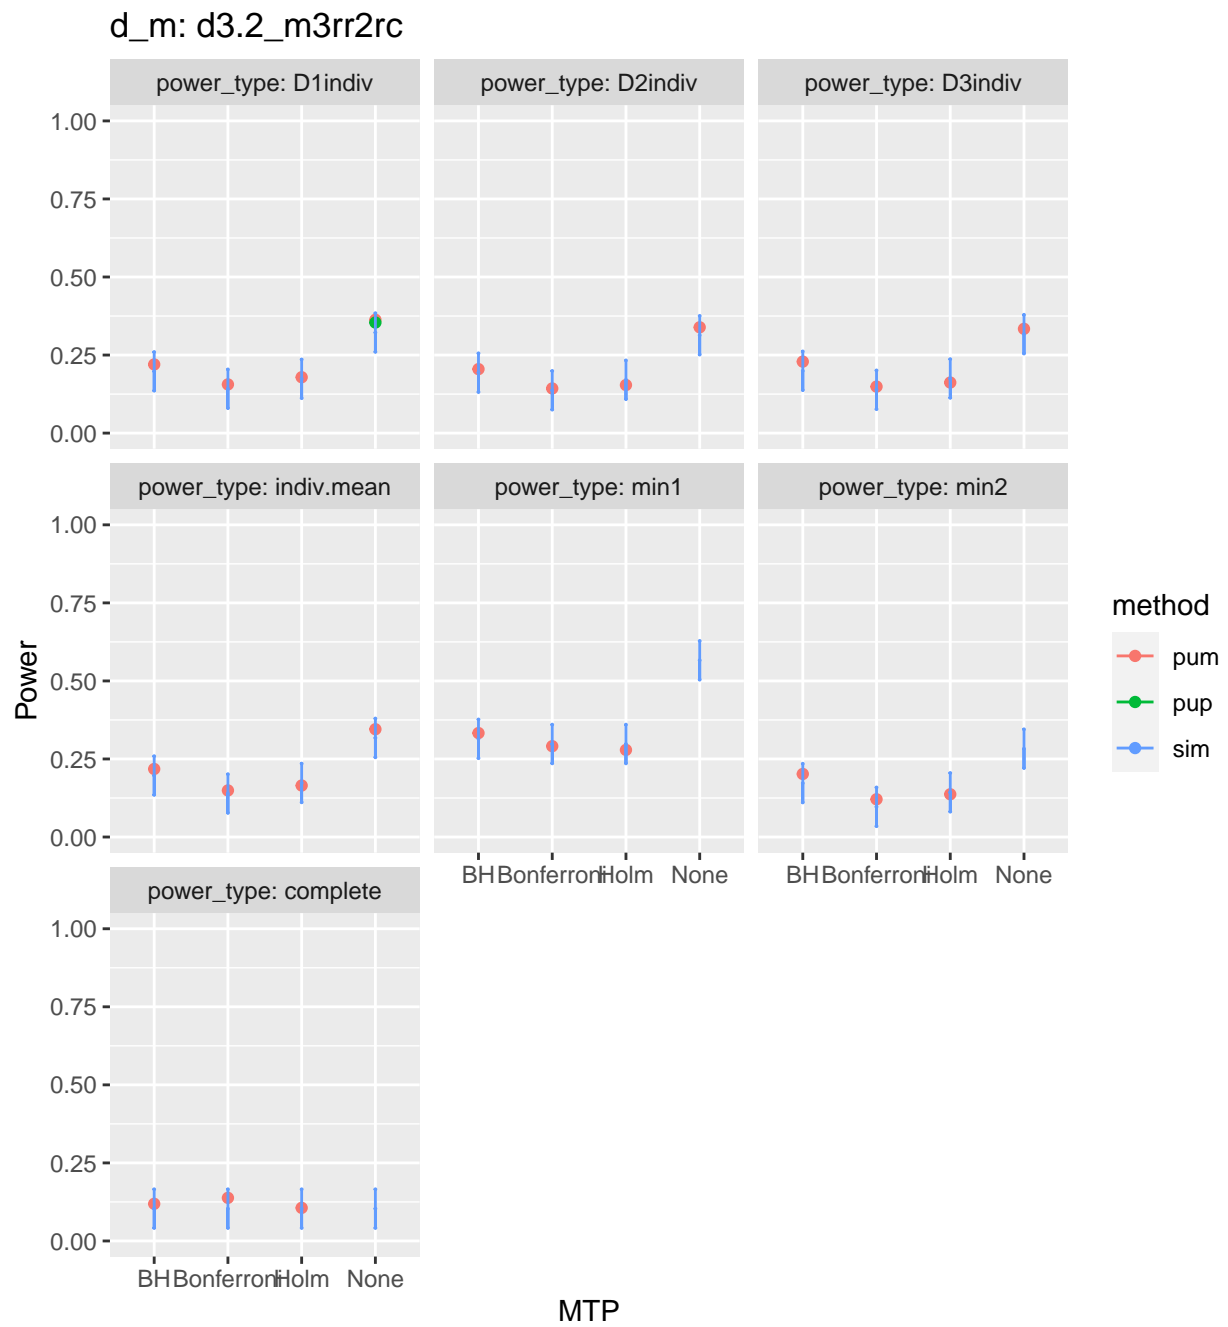 d_m: d3.2_m3rr2rc
power_type: D1indiv
power_type: D2indiv
power_type: D3indiv
1.00
0.75
0.50
0.25
0.00
power_type: indiv.mean
power_type: min1
power_type: min2
1.00
0.75
0.50
0.25
0.00
BH Bonferroni Holm None
BH Bonferroni Holm None
power_type: complete
1.00
0.75
0.50
0.25
0.00
BH Bonferroni Holm None
Power
MTP
method
pum
pup
sim